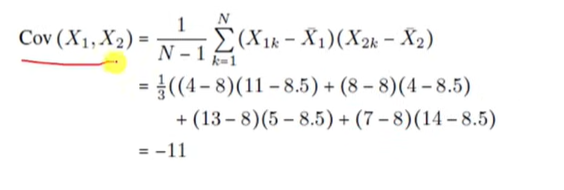 Cov (X₁, X₂) = 1/(N − 1) ∑ₖ₌₁ᴺ (X₁ₖ − X̄₁)(X₂ₖ − X̄₂)
= ⅓((4 − 8)(11 − 8.5) + (8 − 8)(4 − 8.5)
+ (13 − 8)(5 − 8.5) + (7 − 8)(14 − 8.5)
= −11